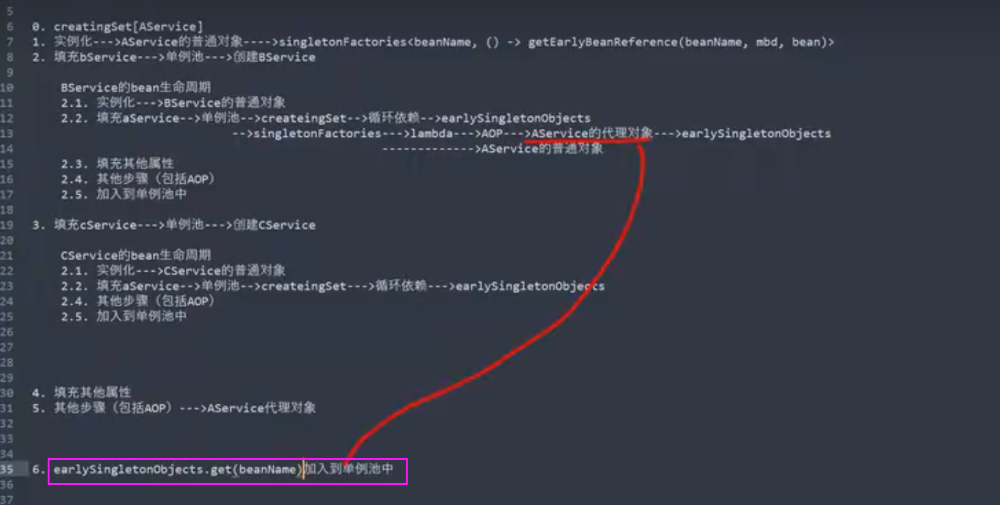 5
6 0. creatingSet[AService]
7 1. 实例化--->AService的普通对象---->singletonFactories<beanName, () -> getEarlyBeanReference(beanName, mbd, bean)>
8 2. 填充bService--->单例池--->创建BService
9
10 BService的bean生命周期
11 2.1. 实例化--->BService的普通对象
12 2.2. 填充aService-->单例池-->createingSet-->循环依赖-->earlySingletonObjects
13 -->singletonFactories--->lambda--->AOP--->AService的代理对象--->earlySingletonObjects
14 ------------->AService的普通对象
15 2.3. 填充其他属性
16 2.4. 其他步骤（包括AOP）
17 2.5. 加入到单例池中
18
19 3. 填充cService--->单例池--->创建CService
20
21 CService的bean生命周期
22 2.1. 实例化--->CService的普通对象
23 2.2. 填充aService-->单例池-->createingSet--->循环依赖--->earlySingletonObjects
24 2.4. 其他步骤（包括AOP）
25 2.5. 加入到单例池中
26
27
28
29
30 4. 填充其他属性
31 5. 其他步骤（包括AOP）--->AService代理对象
32
33
34
35 6. earlySingletonObjects.get(beanName)加入到单例池中
36
37